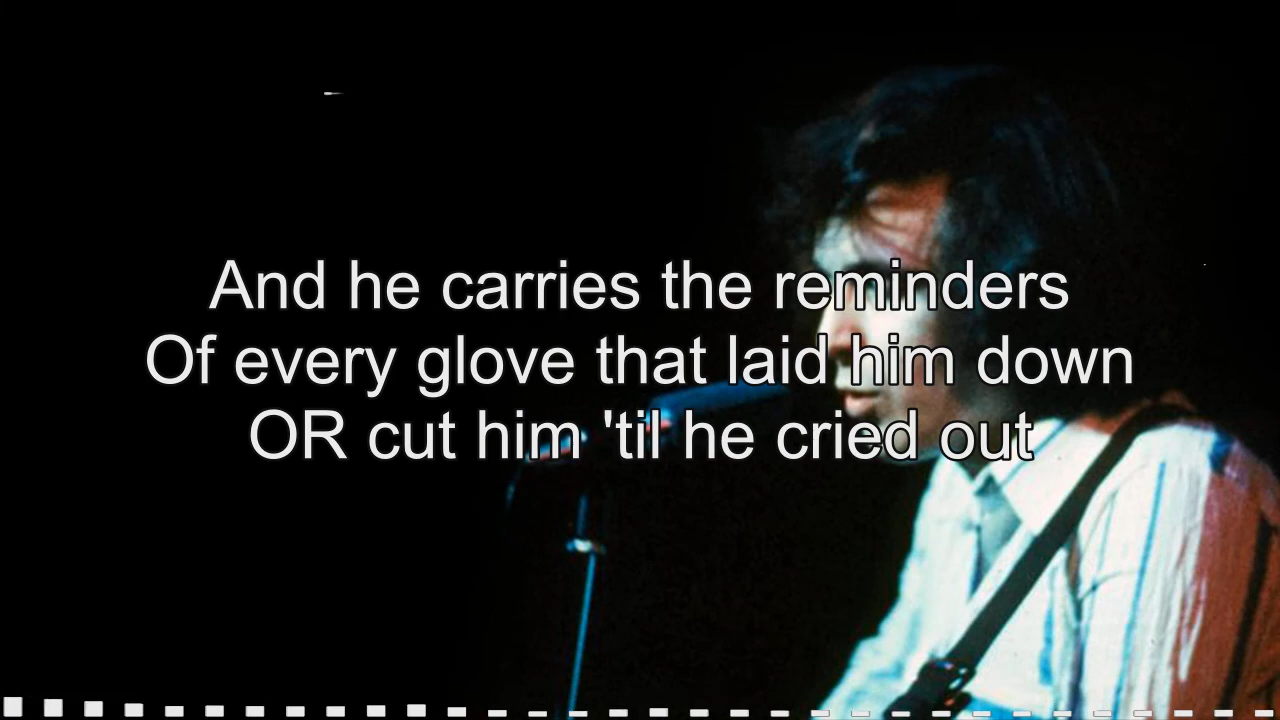 And he carries the reminders
Of every glove that laid him down
OR cut him 'til he cried out